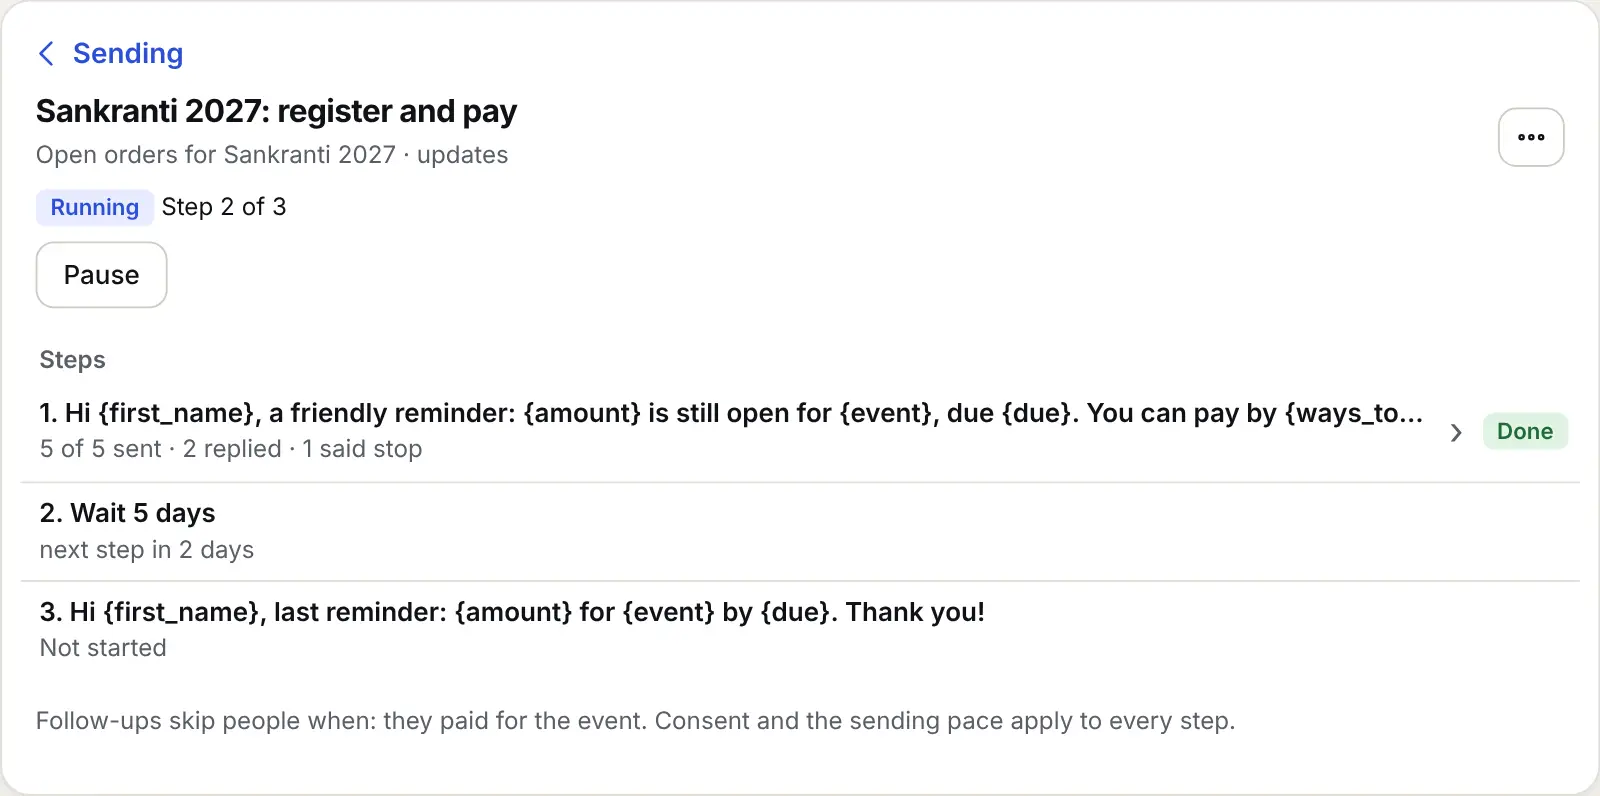 Sending
Sankranti 2027: register and pay
Open orders for Sankranti 2027 · updates
Running Step 2 of 3
Pause
Steps
1. Hi {first_name}, a friendly reminder: {amount} is still open for {event}, due {due}. You can pay by {ways_to...
5 of 5 sent · 2 replied · 1 said stop
Done
2. Wait 5 days
next step in 2 days
3. Hi {first_name}, last reminder: {amount} for {event} by {due}. Thank you!
Not started
Follow-ups skip people when: they paid for the event. Consent and the sending pace apply to every step.